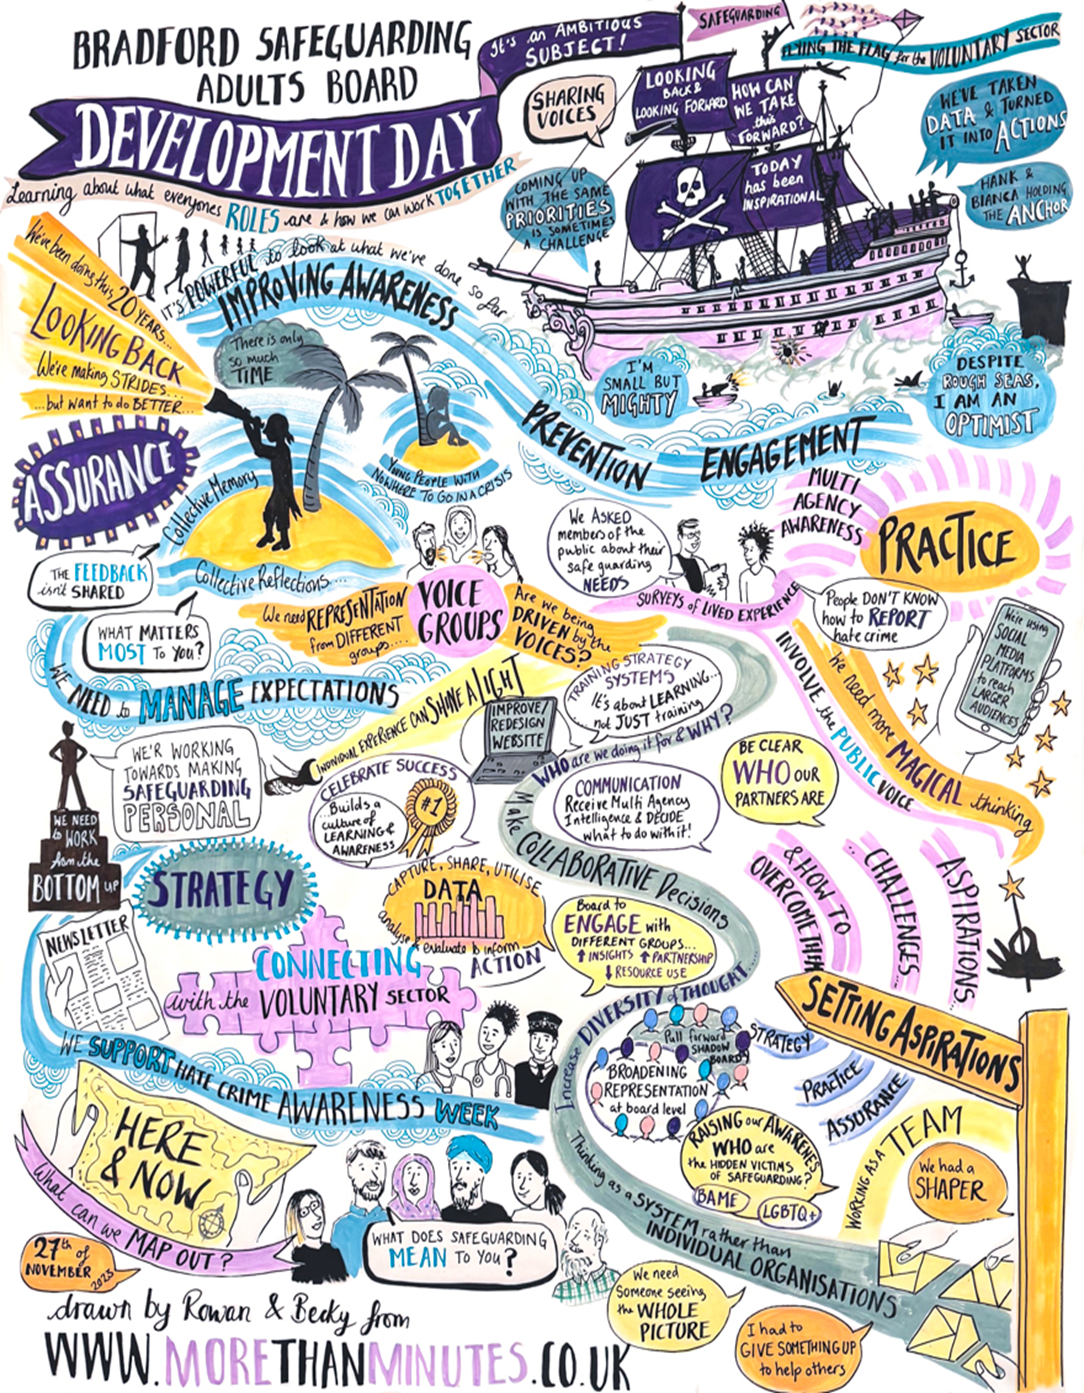 BRADFORD SAFEGUARDING
ADULTS BOARD
DEVELOPMENT DAY
Learning about what everyones ROLES are & how we can work TOGETHER
It's an AMBITIOUS
SUBJECT!
SAFEGUARDING
FLYING THE FLAG for the VOLUNTARY SECTOR
SHARING
VOICES
LOOKING
BACK &
LOOKING FORWARD
HOW CAN
WE TAKE
this
FORWARD?
TODAY
has been
INSPIRATIONAL
WE'VE TAKEN
DATA & TURNED
IT INTO ACTIONS
HANK &
BIANCA HOLDING
THE ANCHOR
COMING UP
WITH THE SAME
PRIORITIES
IS SOMETIMES
A CHALLENGE
I'M
SMALL BUT
MIGHTY
DESPITE
ROUGH SEAS,
I AM AN
OPTIMIST
We've been doing this 20 YEARS...
LOOKING BACK
We're making STRIDES...
...but want to do BETTER...
IT'S POWERFUL to look at what we've done so far
IMPROVING AWARENESS
PREVENTION
ENGAGEMENT
There is only
so much
TIME
YOUNG PEOPLE WITH
NOWHERE TO GO IN A CRISIS
ASSURANCE
Collective Memory
Collective Reflections....
THE FEEDBACK
isn't SHARED
WHAT MATTERS
MOST to YOU?
WE NEED to MANAGE EXPECTATIONS
We need REPRESENTATION
from DIFFERENT
groups...
VOICE
GROUPS
Are we being
DRIVEN by the
VOICES?
We ASKED
members of the
public about their
safe guarding
NEEDS
SURVEYS of LIVED EXPERIENCE
MULTI
AGENCY
AWARENESS
PRACTICE
People DON'T KNOW
how to REPORT
hate crime
We're using
SOCIAL
MEDIA
PLATFORMS
to reach
LARGER
AUDIENCES
INVOLVE the PUBLIC VOICE
We need more MAGICAL thinking
INDIVIDUAL EXPERIENCE CAN SHINE A LIGHT
IMPROVE/
REDESIGN
WEBSITE
TRAINING STRATEGY
SYSTEMS
It's about LEARNING...
not JUST training
WHO are we doing it for & WHY?
WE'R WORKING
TOWARDS MAKING
SAFEGUARDING
PERSONAL
WE NEED
to WORK
from the
BOTTOM UP
CELEBRATE SUCCESS
Builds a
culture of
LEARNING &
AWARENESS
#1
COMMUNICATION
Receive Multi Agency
Intelligence & DECIDE
what to do with it!
BE CLEAR
WHO OUR
PARTNERS ARE
Make COLLABORATIVE Decisions
STRATEGY
CAPTURE, SHARE, UTILISE
DATA
analyse & evaluate to inform
ACTION
Board to
ENGAGE with
DIFFERENT GROUPS...
↑ INSIGHTS ↑ PARTNERSHIP
↓ RESOURCE USE
& HOW TO
OVERCOME THEM
..CHALLENGES...
ASPIRATIONS...
NEWSLETTER
CONNECTING
with the VOLUNTARY SECTOR
Increase DIVERSITY of THOUGHT....
SETTING ASPIRATIONS
Pull forward
SHADOW
BOARDS
BROADENING
REPRESENTATION
at board level
STRATEGY
PRACTICE
ASSURANCE
WE SUPPORT HATE CRIME AWARENESS WEEK
HERE
& NOW
What can we MAP OUT?
RAISING our AWARENESS
WHO are
the HIDDEN VICTIMS
OF SAFEGUARDING?
BAME
LGBTQ+
WORKING AS A TEAM
We had a
SHAPER
Thinking as a SYSTEM rather than
INDIVIDUAL ORGANISATIONS
WHAT DOES SAFEGUARDING
MEAN TO YOU?
27th of
NOVEMBER
2023
We need
Someone seeing
the WHOLE
PICTURE
I had to
GIVE SOMETHING UP
to help others
drawn by Rowan & Becky from
WWW.MORETHANMINUTES.CO.UK